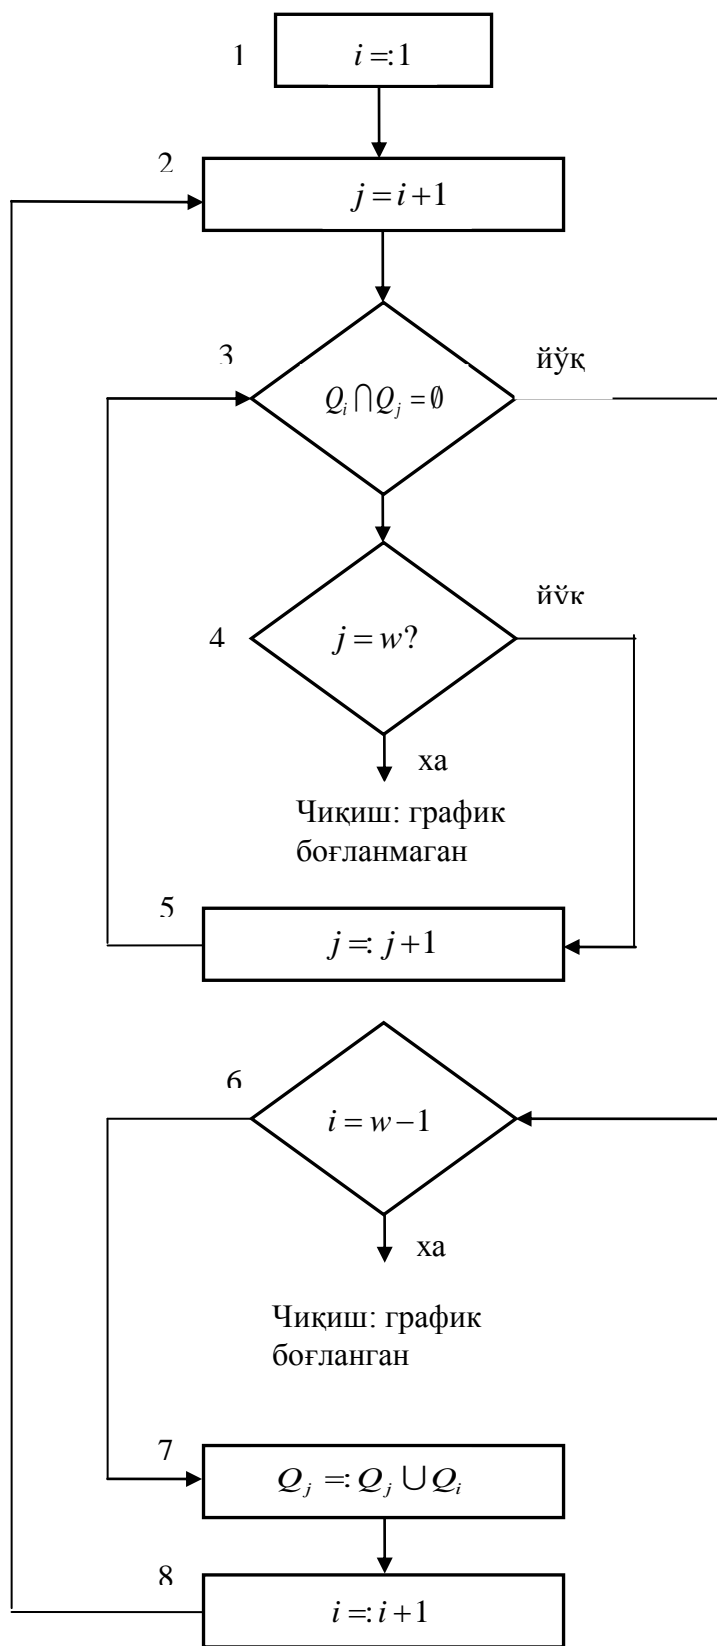 1
i =: 1
2
j = i + 1
3
йўқ
Q_i ⋂ Q_j = ∅
йўқ
4
j = w?
ха
Чиқиш: график
боғланмаган
5
j =: j + 1
6
i = w − 1
ха
Чиқиш: график
боғланган
7
Q_j =: Q_j ∪ Q_i
8
i =: i + 1